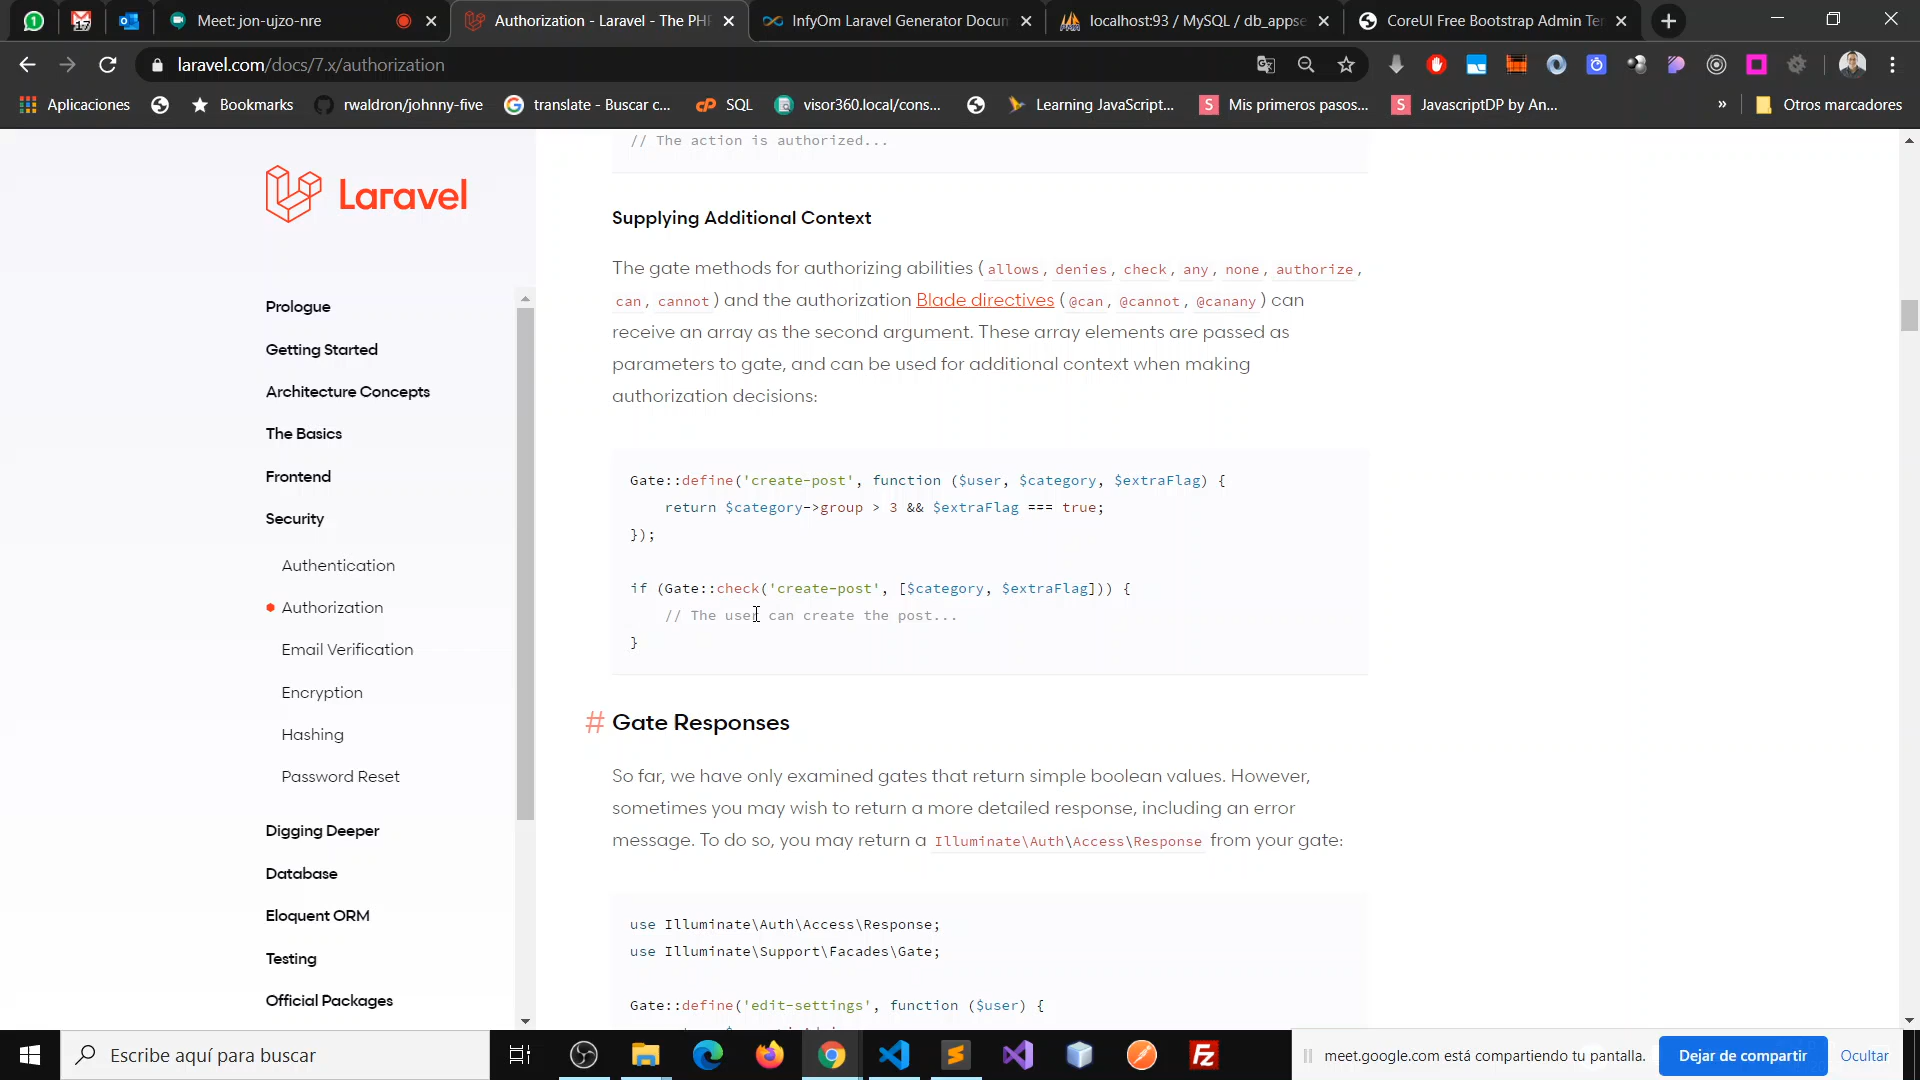 Meet: jon-ujzo-nre
Authorization - Laravel - The PH
InfyOm Laravel Generator Docum
localhost:93 / MySQL / db_appse
CoreUI Free Bootstrap Admin Ter
laravel.com/docs/7.x/authorization
Aplicaciones
Bookmarks
rwaldron/johnny-five
translate - Buscar c...
SQL
visor360.local/cons...
Learning JavaScript...
Mis primeros pasos...
JavascriptDP by An...
»
Otros marcadores
Laravel
Prologue
Getting Started
Architecture Concepts
The Basics
Frontend
Security
Authentication
Authorization
Email Verification
Encryption
Hashing
Password Reset
Digging Deeper
Database
Eloquent ORM
Testing
Official Packages
// The action is authorized...
Supplying Additional Context
The gate methods for authorizing abilities ( allows, denies, check, any, none, authorize,
can, cannot ) and the authorization Blade directives ( @can, @cannot, @canany ) can
receive an array as the second argument. These array elements are passed as
parameters to gate, and can be used for additional context when making
authorization decisions:
Gate::define('create-post', function ($user, $category, $extraFlag) {
return $category->group > 3 && $extraFlag === true;
});
if (Gate::check('create-post', [$category, $extraFlag])) {
// The user can create the post...
}
# Gate Responses
So far, we have only examined gates that return simple boolean values. However,
sometimes you may wish to return a more detailed response, including an error
message. To do so, you may return a Illuminate\Auth\Access\Response from your gate:
use Illuminate\Auth\Access\Response;
use Illuminate\Support\Facades\Gate;
Gate::define('edit-settings', function ($user) {
Escribe aquí para buscar
meet.google.com está compartiendo tu pantalla.
Dejar de compartir
Ocultar